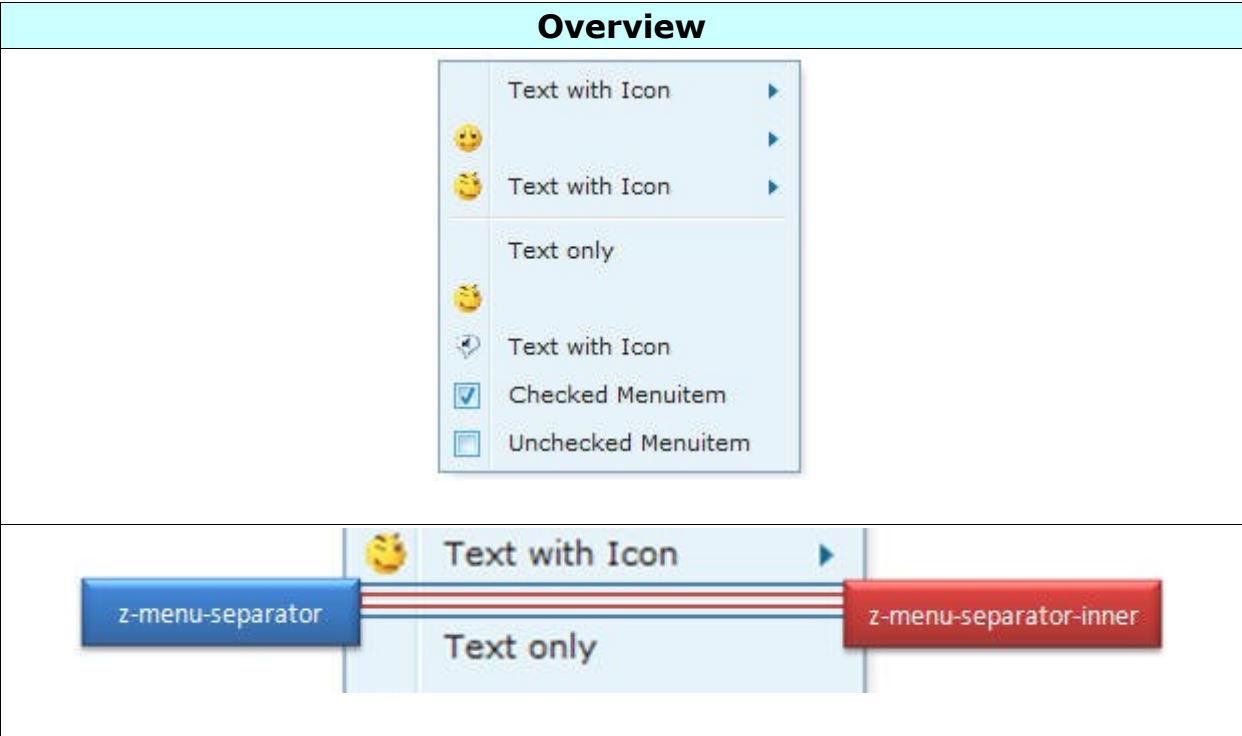 Overview
Text with Icon
Text with Icon
Text only
Text with Icon
Checked Menuitem
Unchecked Menuitem
Text with Icon
z-menu-separator
z-menu-separator-inner
Text only